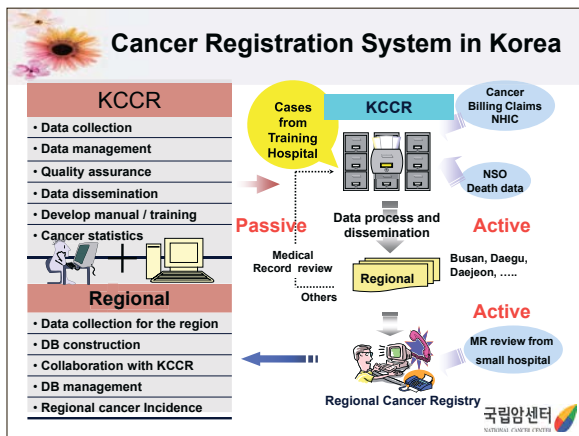 Cancer Registration System in Korea
KCCR
• Data collection
• Data management
• Quality assurance
• Data dissemination
• Develop manual / training
• Cancer statistics
Regional
• Data collection for the region
• DB construction
• Collaboration with KCCR
• DB management
• Regional cancer Incidence
Cases
from
Training
Hospital
KCCR
Cancer
Billing Claims
NHIC
NSO
Death data
Passive
Data process and
dissemination
Active
Medical
Record review
Others
Regional
Busan, Daegu,
Daejeon, .....
Active
MR review from
small hospital
Regional Cancer Registry
국립암센터
NATIONAL CANCER CENTER